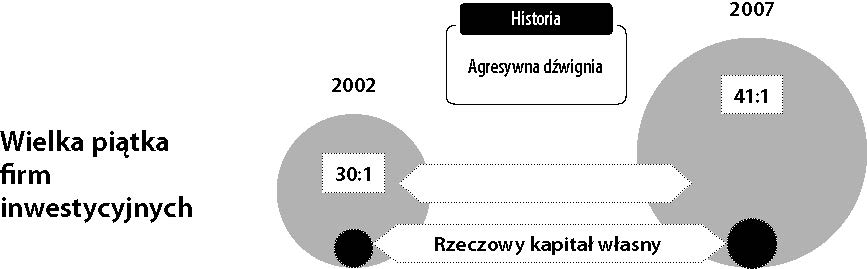 Historia
Agresywna dźwignia
2002
2007
30:1
41:1
Wielka piątka
firm
inwestycyjnych
Rzeczowy kapitał własny